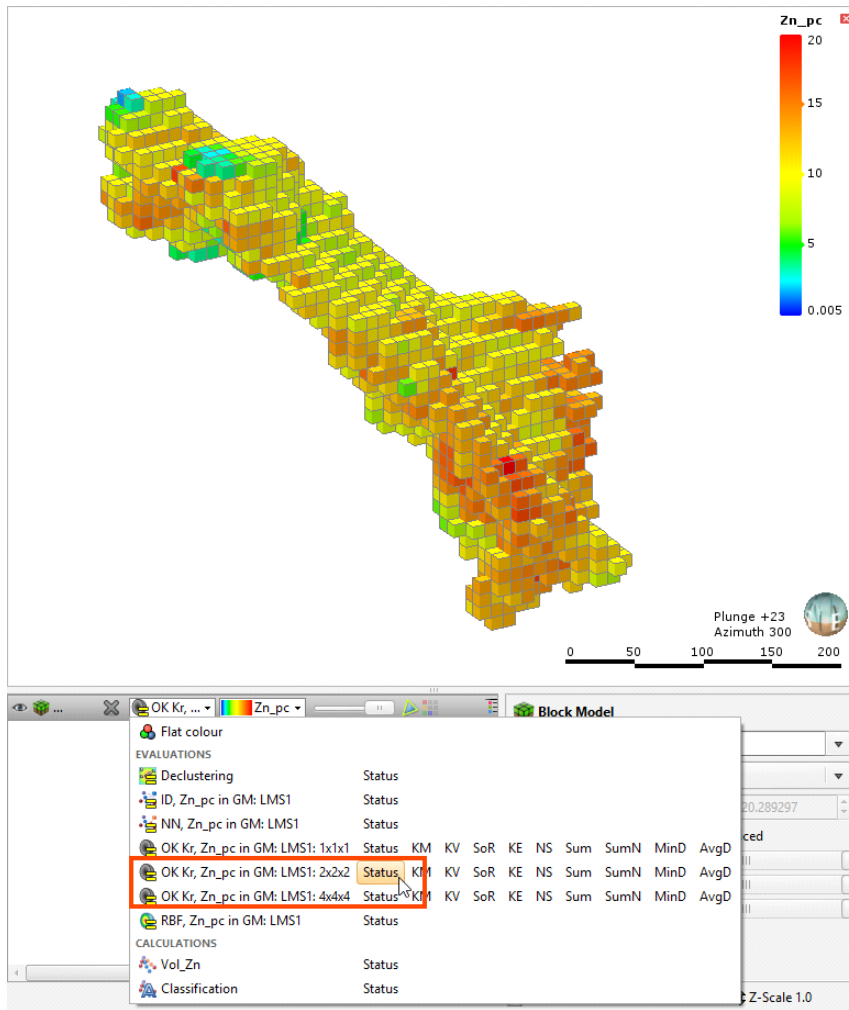 Zn_pc
20
15
10
5
0.005
Plunge +23
Azimuth 300
0 50 100 150 200
... OK Kr, ... Zn_pc
Block Model
Flat colour
EVALUATIONS
Declustering Status
ID, Zn_pc in GM: LMS1 Status
20.289297
NN, Zn_pc in GM: LMS1 Status
ced
OK Kr, Zn_pc in GM: LMS1: 1x1x1 Status KM KV SoR KE NS Sum SumN MinD AvgD
OK Kr, Zn_pc in GM: LMS1: 2x2x2 Status KM KV SoR KE NS Sum SumN MinD AvgD
OK Kr, Zn_pc in GM: LMS1: 4x4x4 Status KM KV SoR KE NS Sum SumN MinD AvgD
RBF, Zn_pc in GM: LMS1 Status
CALCULATIONS
Vol_Zn Status
Classification Status
Z-Scale 1.0